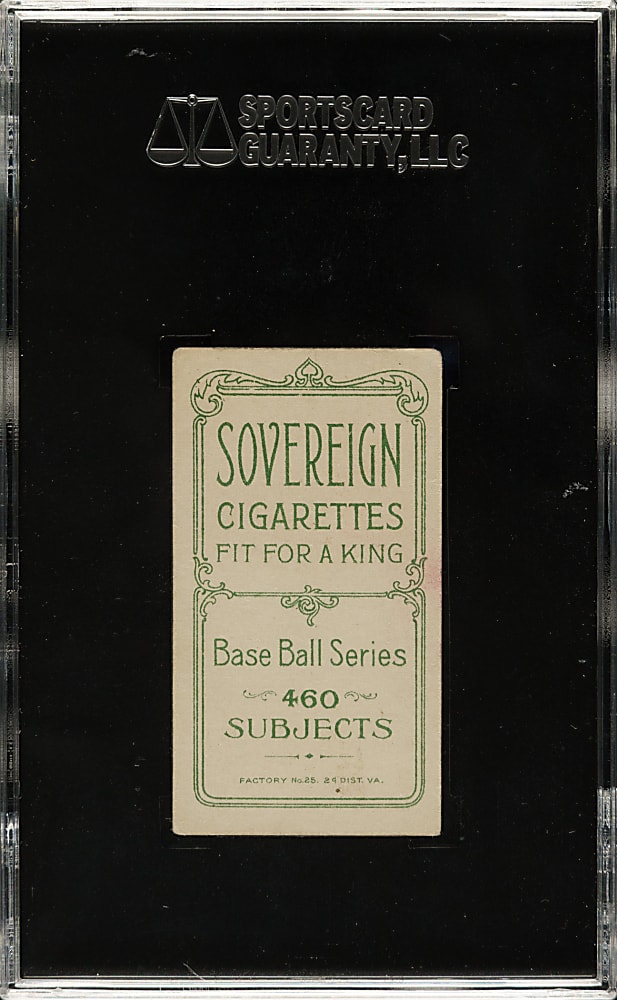 SPORTSCARD
GUARANTY, LLC
SOVEREIGN
CIGARETTES
FIT FOR A KING
Base Ball Series
460
SUBJECTS
FACTORY No. 25. 2d DIST. VA.